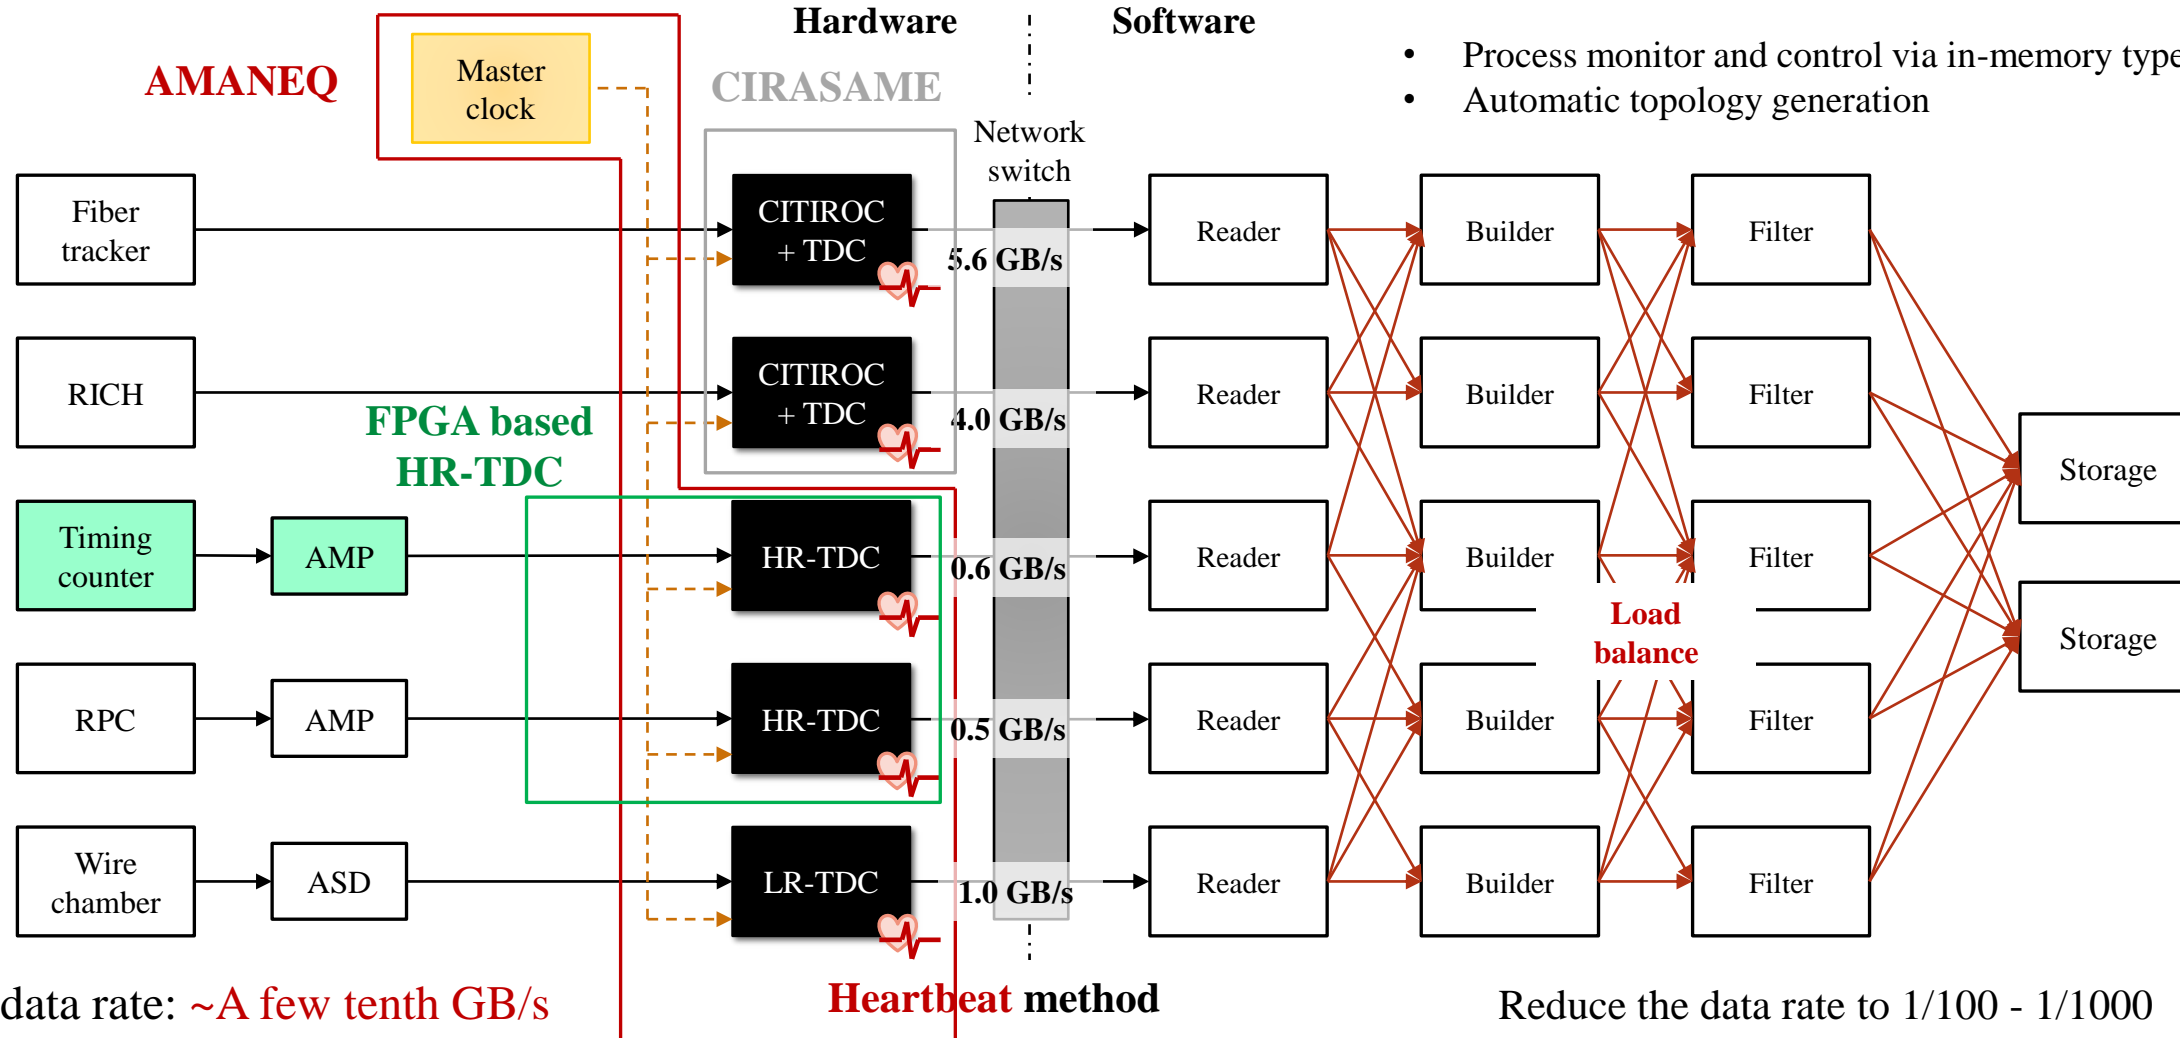 Hardware
Software
• Process monitor and control via in-memory type
• Automatic topology generation
AMANEQ
Master
clock
CIRASAME
Network
switch
Fiber
tracker
CITIROC
+ TDC
5.6 GB/s
Reader
Builder
Filter
RICH
CITIROC
+ TDC
4.0 GB/s
Reader
Builder
Filter
FPGA based
HR-TDC
Storage
Timing
counter
AMP
HR-TDC
0.6 GB/s
Reader
Builder
Filter
Load
balance
Storage
RPC
AMP
HR-TDC
0.5 GB/s
Reader
Builder
Filter
Wire
chamber
ASD
LR-TDC
1.0 GB/s
Reader
Builder
Filter
data rate: ~A few tenth GB/s
Heartbeat method
Reduce the data rate to 1/100 - 1/1000